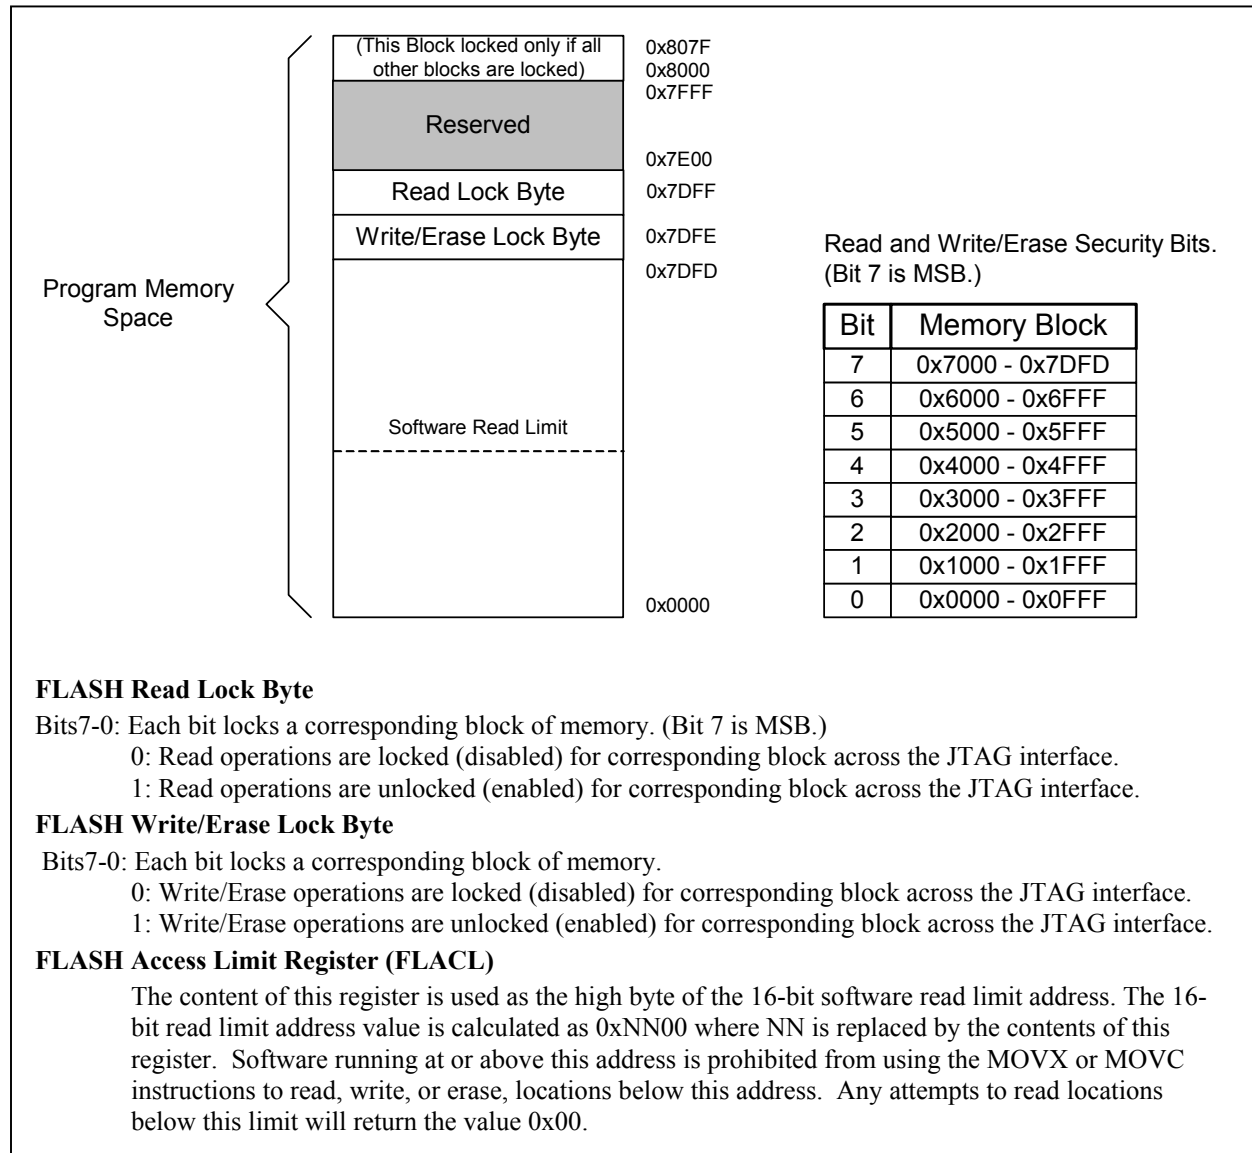 (This Block locked only if all
other blocks are locked)
0x807F
0x8000
0x7FFF
Reserved
0x7E00
Read Lock Byte
0x7DFF
Write/Erase Lock Byte
0x7DFE
0x7DFD
Program Memory
Space
Software Read Limit
0x0000
Read and Write/Erase Security Bits.
(Bit 7 is MSB.)
Bit Memory Block
7 0x7000 - 0x7DFD
6 0x6000 - 0x6FFF
5 0x5000 - 0x5FFF
4 0x4000 - 0x4FFF
3 0x3000 - 0x3FFF
2 0x2000 - 0x2FFF
1 0x1000 - 0x1FFF
0 0x0000 - 0x0FFF
FLASH Read Lock Byte
Bits7-0: Each bit locks a corresponding block of memory. (Bit 7 is MSB.)
0: Read operations are locked (disabled) for corresponding block across the JTAG interface.
1: Read operations are unlocked (enabled) for corresponding block across the JTAG interface.
FLASH Write/Erase Lock Byte
Bits7-0: Each bit locks a corresponding block of memory.
0: Write/Erase operations are locked (disabled) for corresponding block across the JTAG interface.
1: Write/Erase operations are unlocked (enabled) for corresponding block across the JTAG interface.
FLASH Access Limit Register (FLACL)
The content of this register is used as the high byte of the 16-bit software read limit address. The 16-
bit read limit address value is calculated as 0xNN00 where NN is replaced by the contents of this
register. Software running at or above this address is prohibited from using the MOVX or MOVC
instructions to read, write, or erase, locations below this address. Any attempts to read locations
below this limit will return the value 0x00.